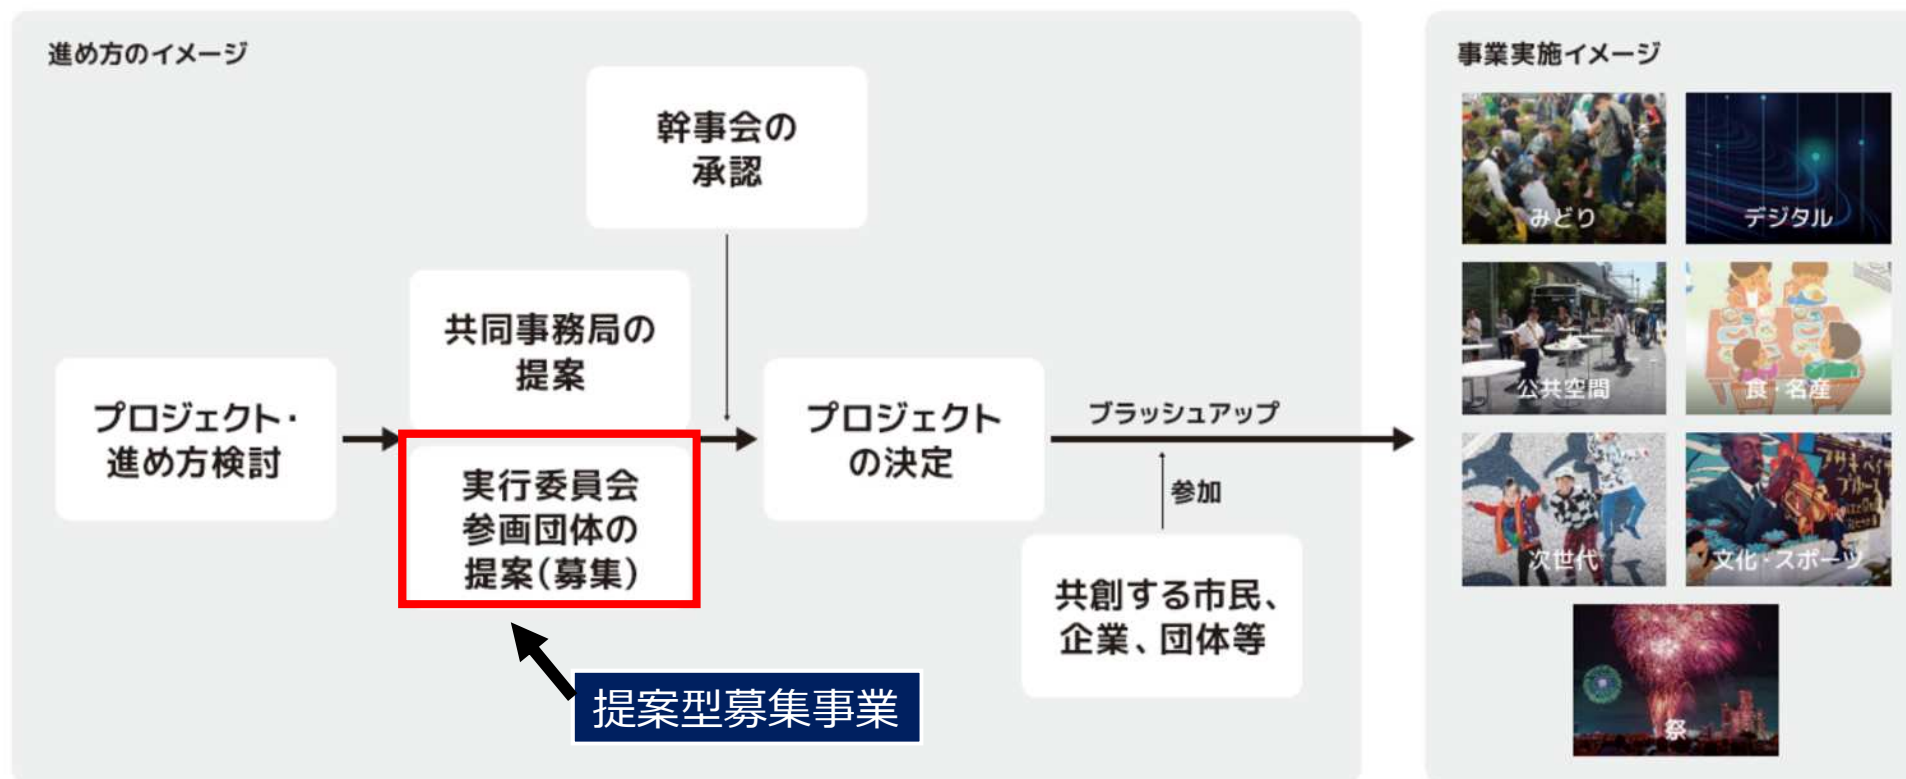 進め方のイメージ
幹事会の
承認
共同事務局の
提案
プロジェクト・
進め方検討
実行委員会
参画団体の
提案(募集)
提案型募集事業
プロジェクト
の決定
ブラッシュアップ
参加
共創する市民、
企業、団体等
事業実施イメージ
みどり
デジタル
公共空間
食・名産
次世代
文化・スポーツ
祭